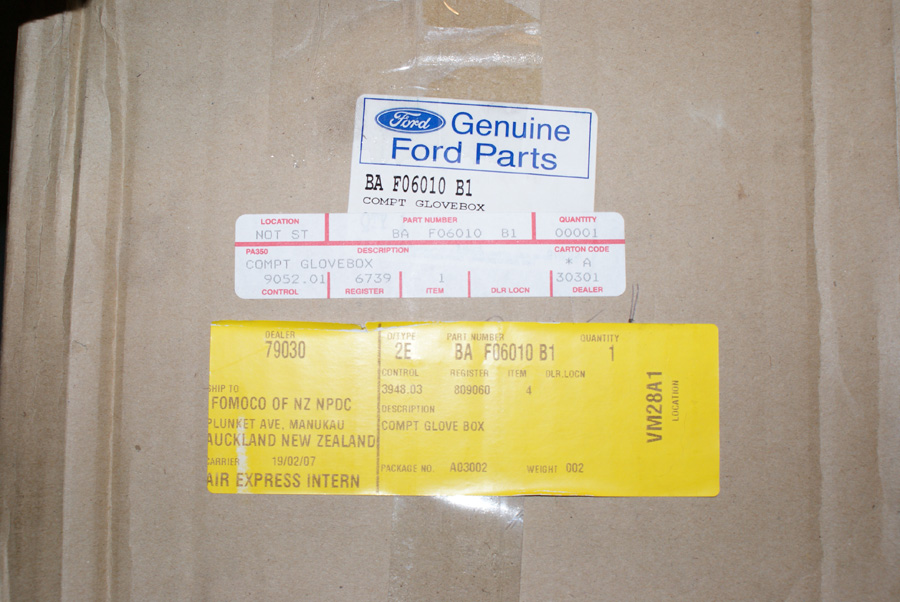 Ford Genuine
Ford Parts
BA F06010 B1
COMPT GLOVEBOX
LOCATION PART NUMBER QUANTITY
NOT ST BA F06010 B1 00001
PA350 DESCRIPTION CARTON CODE
COMPT GLOVEBOX * A
9052.01 6739 1 30301
CONTROL REGISTER ITEM DLR LOCN DEALER
DEALER
79030
SHIP TO
FOMOCO OF NZ NPDC
PLUNKET AVE, MANUKAU
AUCKLAND NEW ZEALAND
CARRIER 19/02/07
AIR EXPRESS INTERN
D/TYPE PART NUMBER QUANTITY
2E BA F06010 B1 1
CONTROL REGISTER ITEM DLR.LOCN
3948.03 809060 4
DESCRIPTION
COMPT GLOVE BOX
PACKAGE NO. A03002 WEIGHT 002
VM28A1
LOCATION